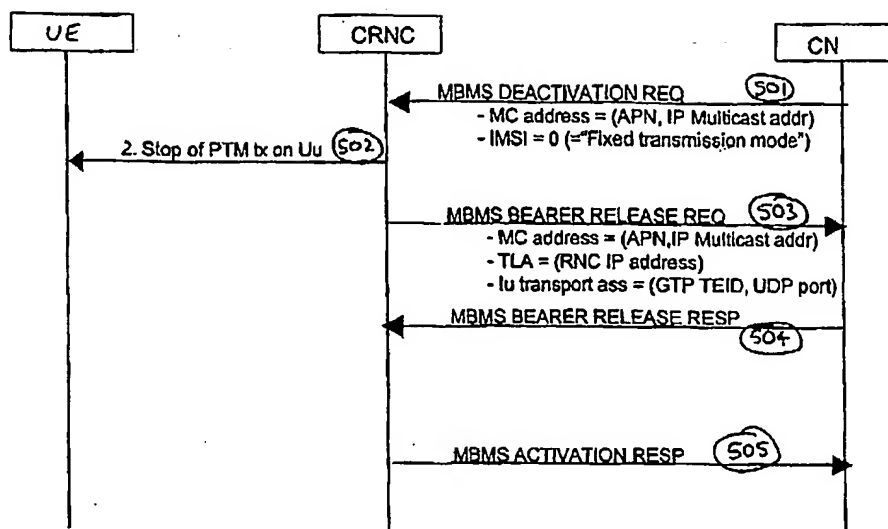 UE
CRNC
CN
MBMS DEACTIVATION REQ 501
- MC address = (APN, IP Multicast addr)
- IMSI = 0 (="Fixed transmission mode")
2. Stop of PTM tx on Uu 502
MBMS BEARER RELEASE REQ 503
- MC address = (APN,IP Multicast addr)
- TLA = (RNC IP address)
- Iu transport ass = (GTP TEID, UDP port)
MBMS BEARER RELEASE RESP
504
MBMS ACTIVATION RESP 505